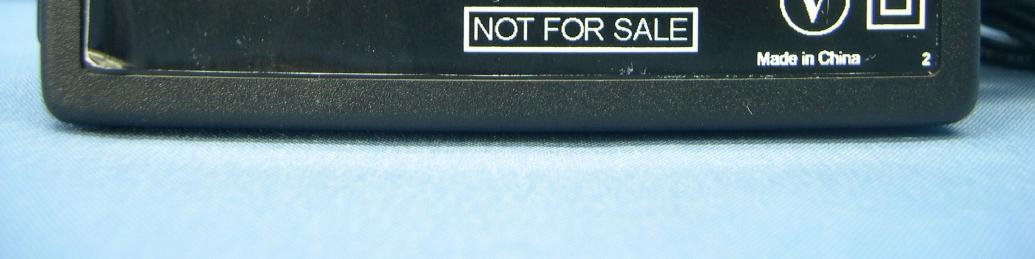 NOT FOR SALE
V
Made in China
2